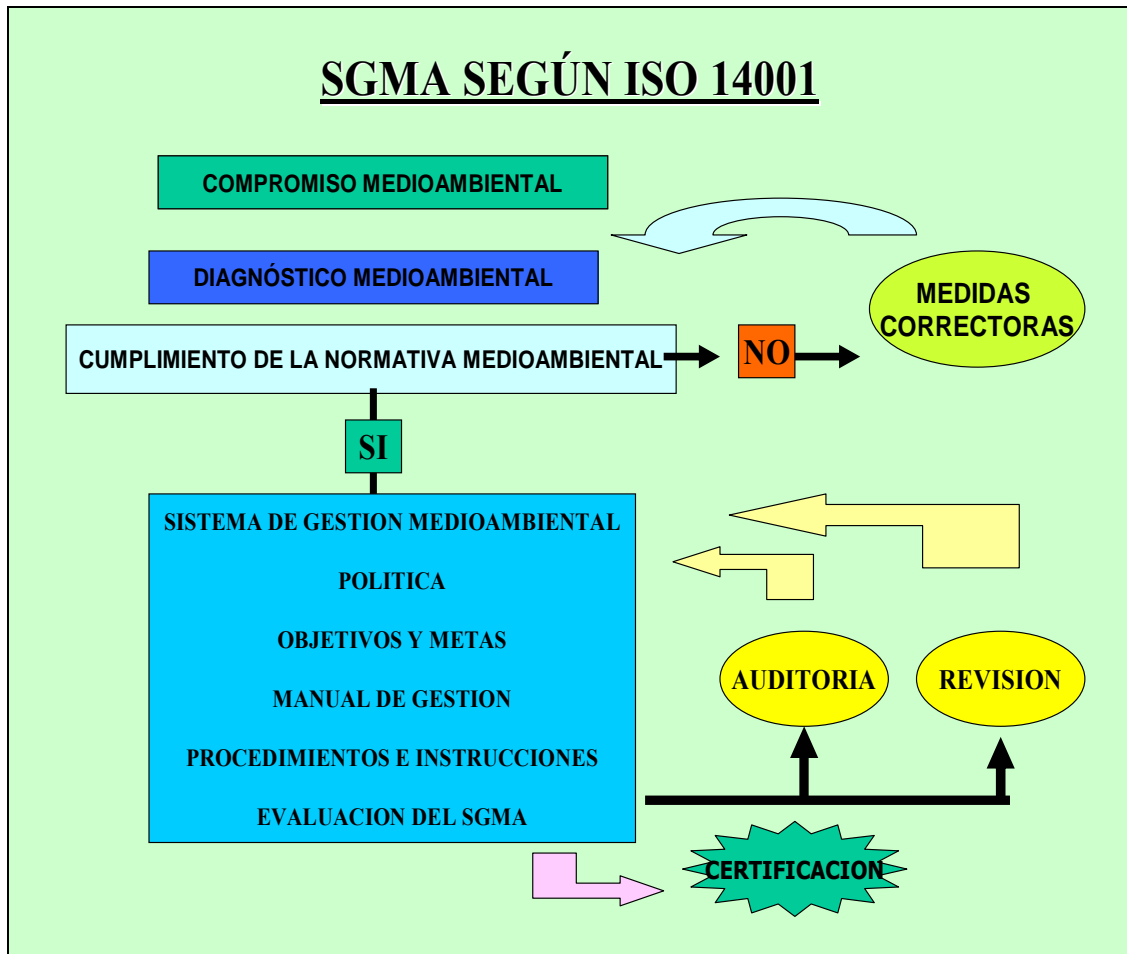 SGMA SEGÚN ISO 14001
COMPROMISO MEDIOAMBIENTAL
DIAGNÓSTICO MEDIOAMBIENTAL
MEDIDAS
CORRECTORAS
CUMPLIMIENTO DE LA NORMATIVA MEDIOAMBIENTAL
NO
SI
SISTEMA DE GESTION MEDIOAMBIENTAL
POLITICA
OBJETIVOS Y METAS
MANUAL DE GESTION
PROCEDIMIENTOS E INSTRUCCIONES
EVALUACION DEL SGMA
AUDITORIA
REVISION
CERTIFICACION